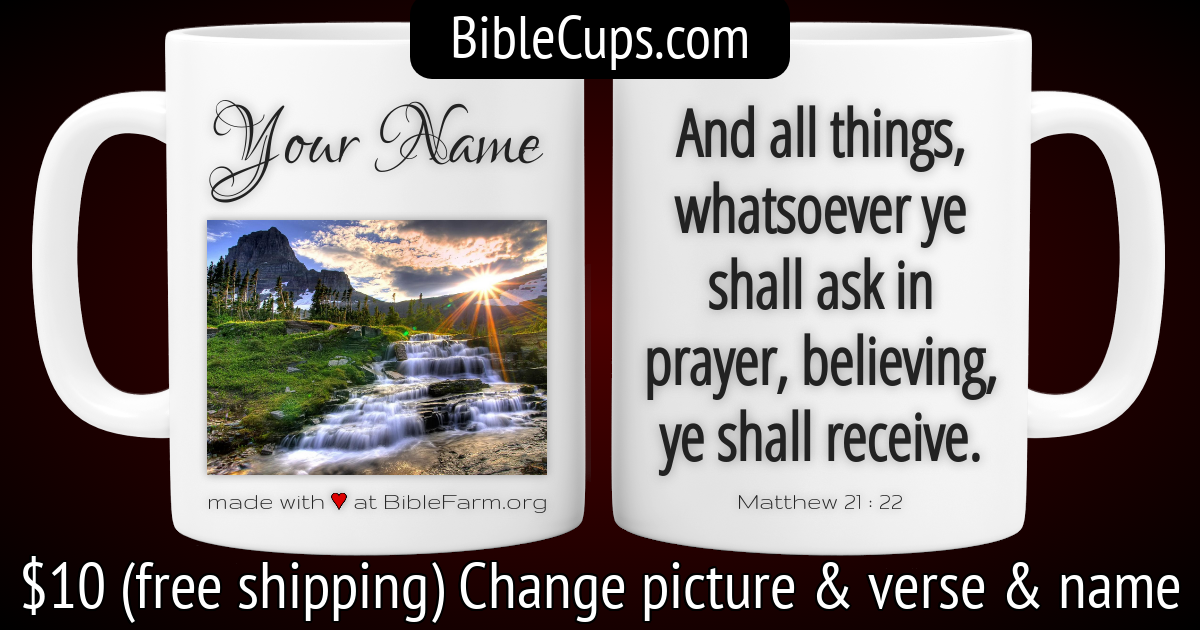 BibleCups.com
Your Name
made with ♥ at BibleFarm.org
And all things,
whatsoever ye
shall ask in
prayer, believing,
ye shall receive.
Matthew 21 : 22
$10 (free shipping) Change picture & verse & name